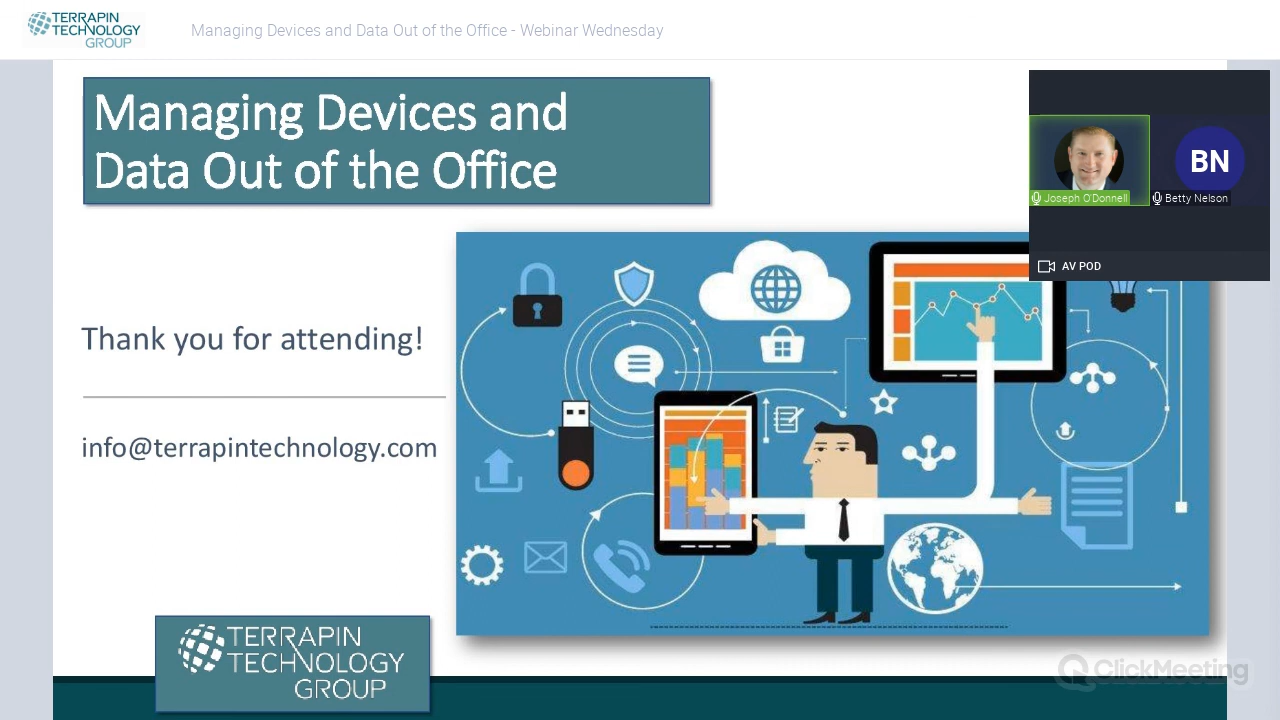 TERRAPIN
TECHNOLOGY
GROUP
Managing Devices and Data Out of the Office - Webinar Wednesday
Managing Devices and
Data Out of the Office
BN
Joseph O'Donnell
Betty Nelson
AV POD
Thank you for attending!
info@terrapintechnology.com
TERRAPIN
TECHNOLOGY
GROUP
ClickMeeting